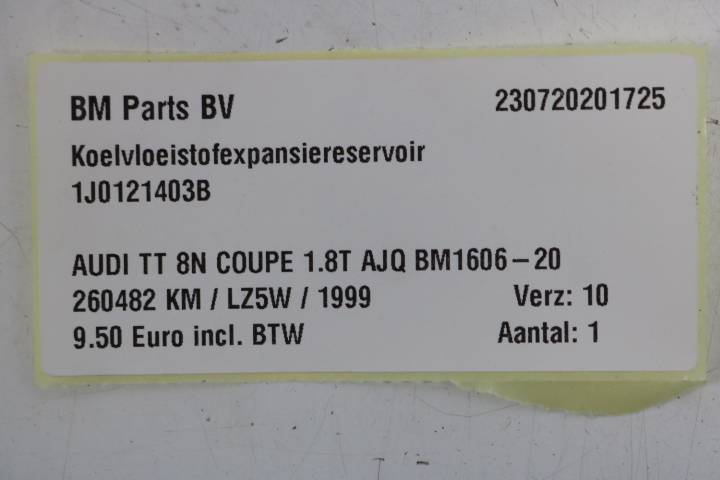 BM Parts BV 230720201725
Koelvloeistofexpansiereservoir
1J0121403B
AUDI TT 8N COUPE 1.8T AJQ BM1606-20
260482 KM / LZ5W / 1999 Verz: 10
9.50 Euro incl. BTW Aantal: 1